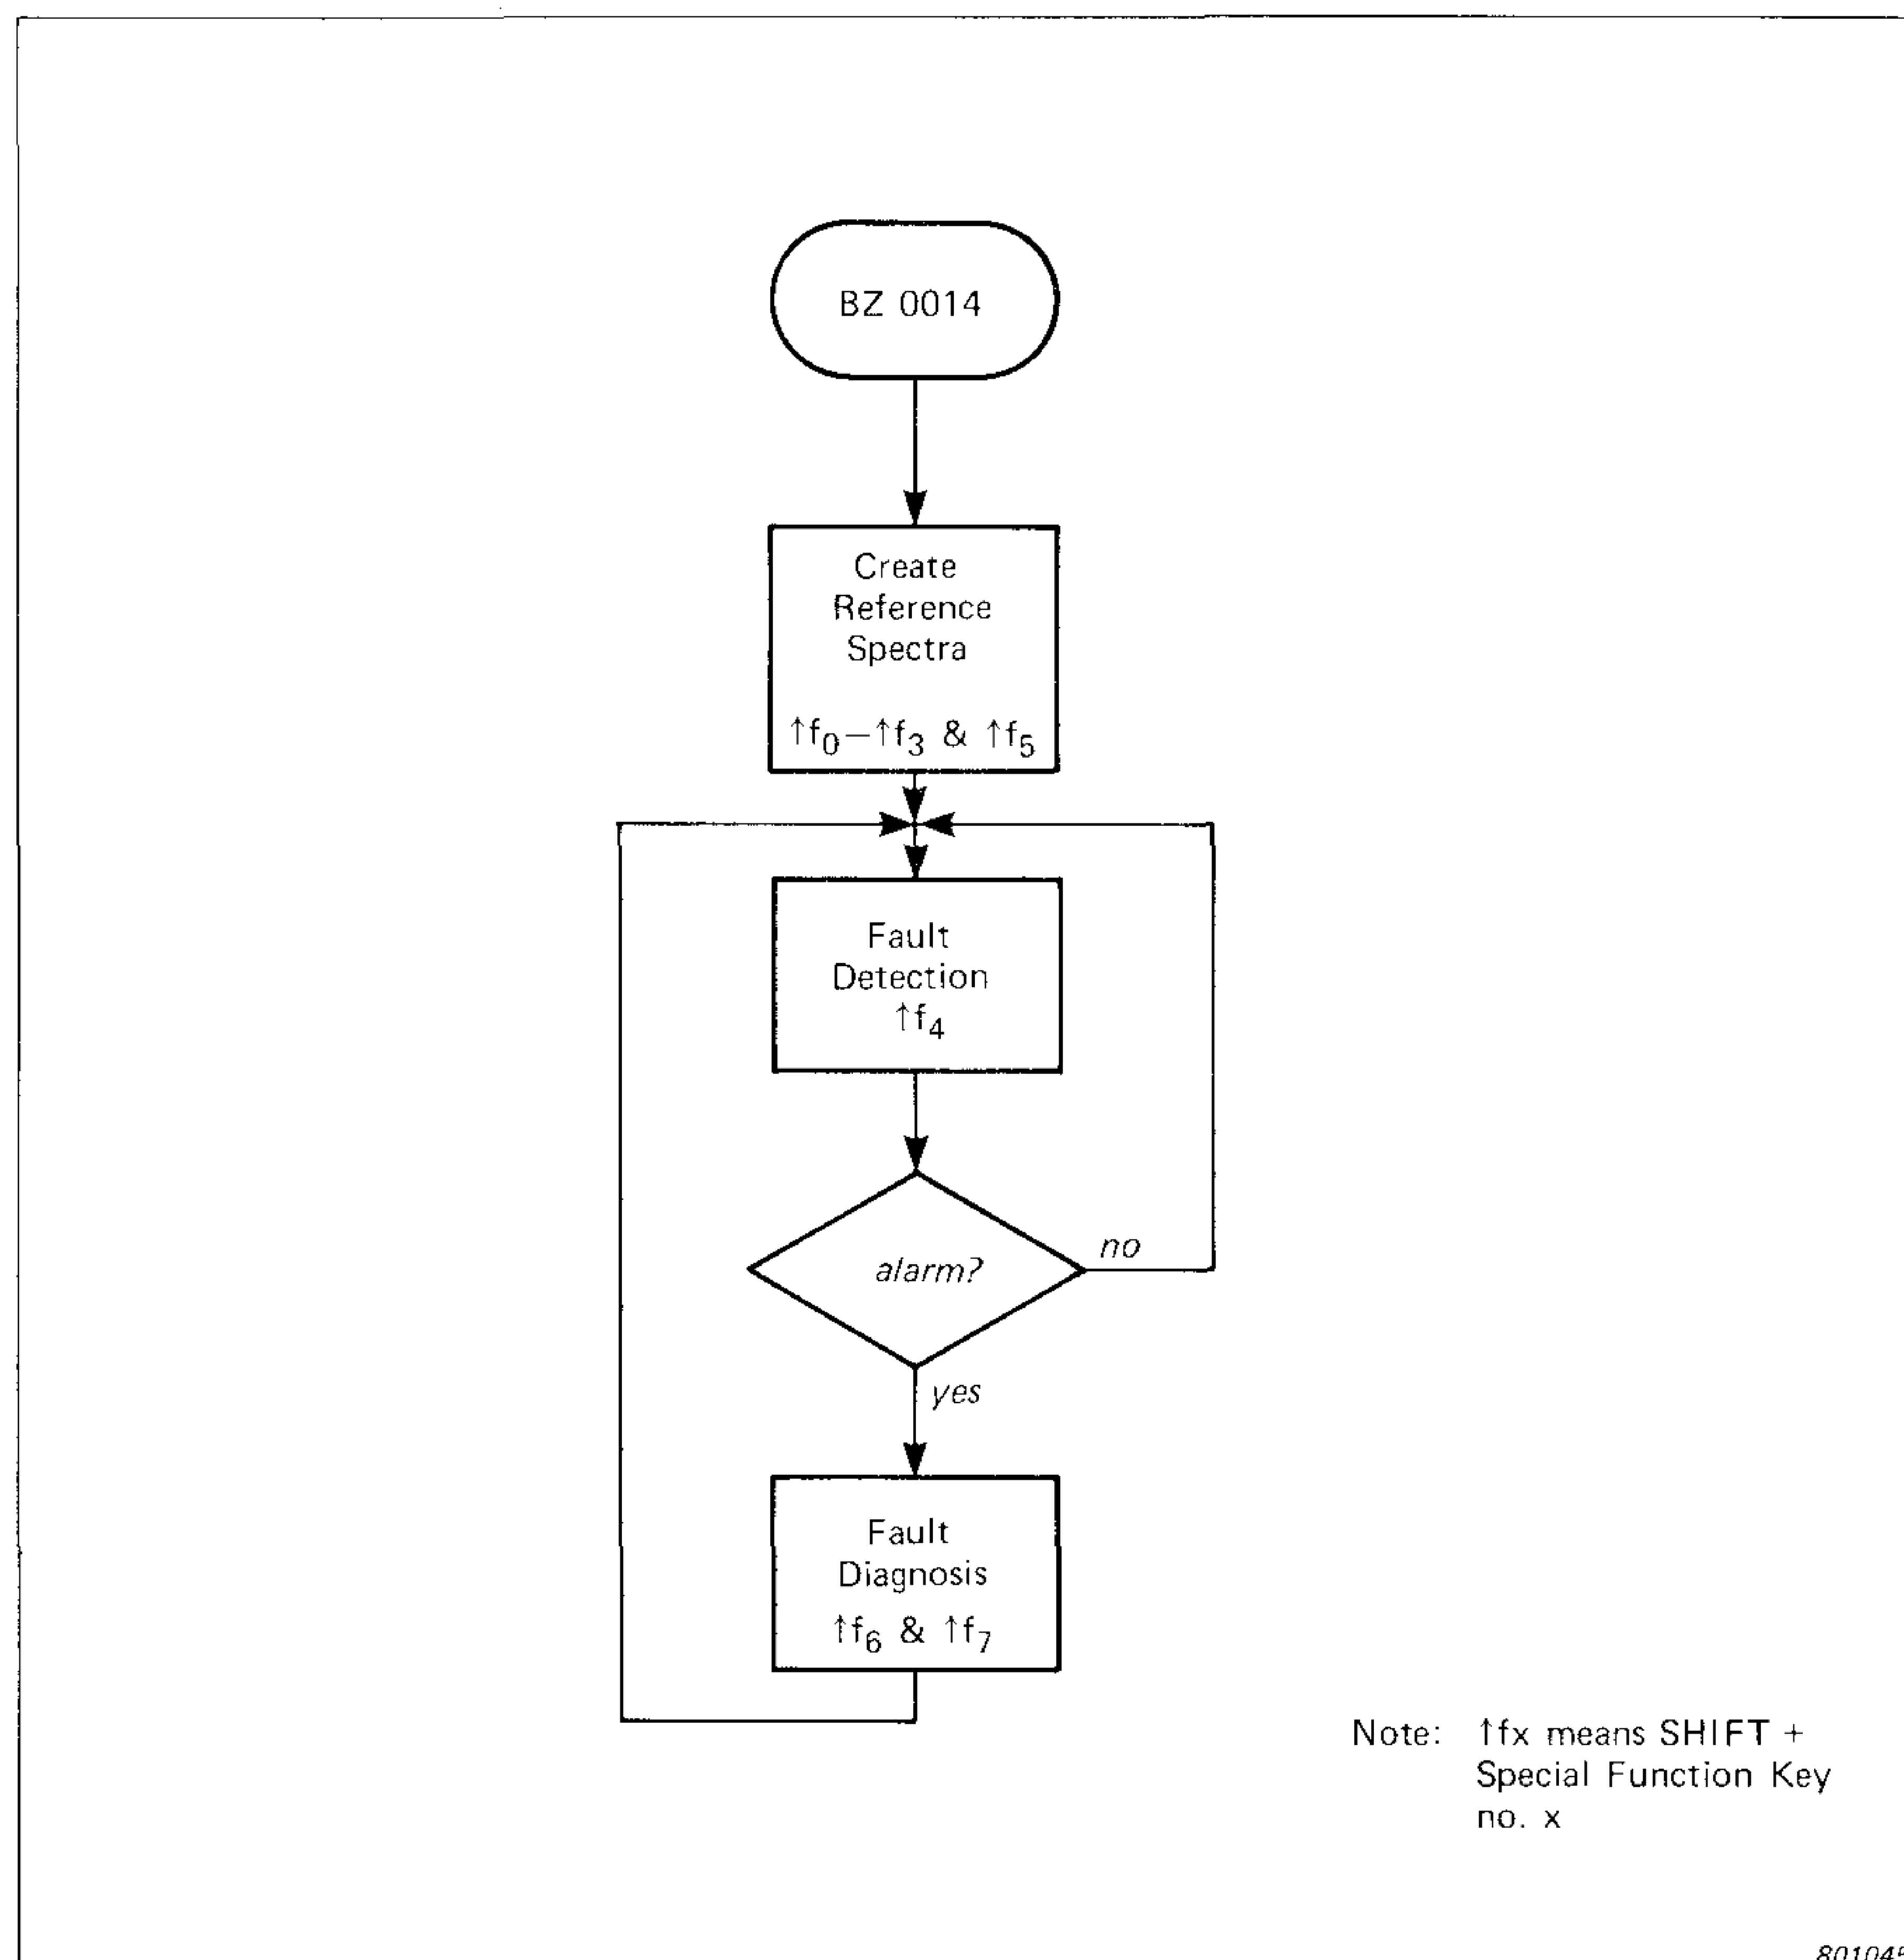 BZ 0014
Create
Reference
Spectra
↑f₀–↑f₃ & ↑f₅
Fault
Detection
↑f₄
alarm?
no
yes
Fault
Diagnosis
↑f₆ & ↑f₇
Note: ↑fx means SHIFT +
Special Function Key
no. x